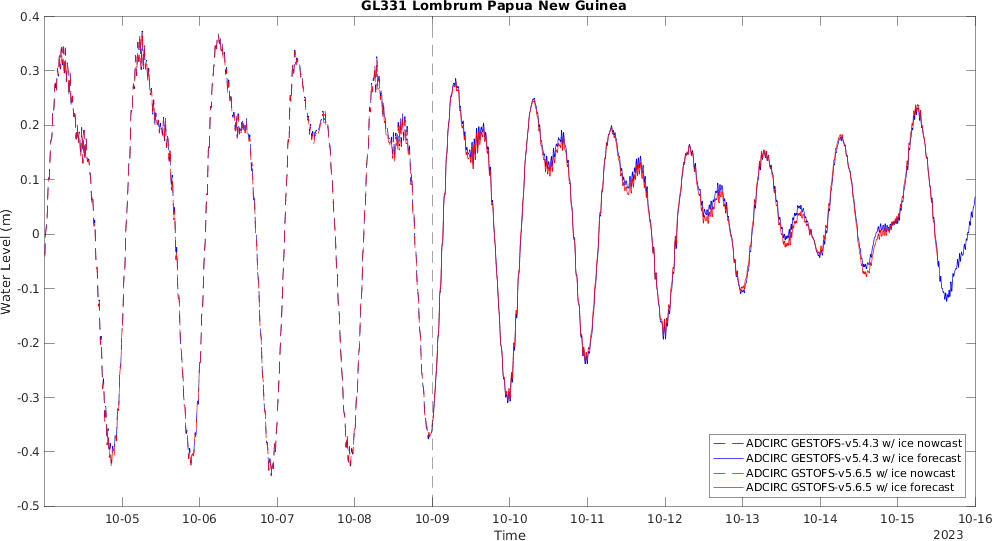 GL331 Lombrum Papua New Guinea
0.4
0.3
0.2
0.1
0
-0.1
-0.2
-0.3
-0.4
-0.5
Water Level (m)
ADCIRC GESTOFS-v5.4.3 w/ ice nowcast
ADCIRC GESTOFS-v5.4.3 w/ ice forecast
ADCIRC GSTOFS-v5.6.5 w/ ice nowcast
ADCIRC GSTOFS-v5.6.5 w/ ice forecast
10-05 10-06 10-07 10-08 10-09 10-10 10-11 10-12 10-13 10-14 10-15 10-16
Time
2023